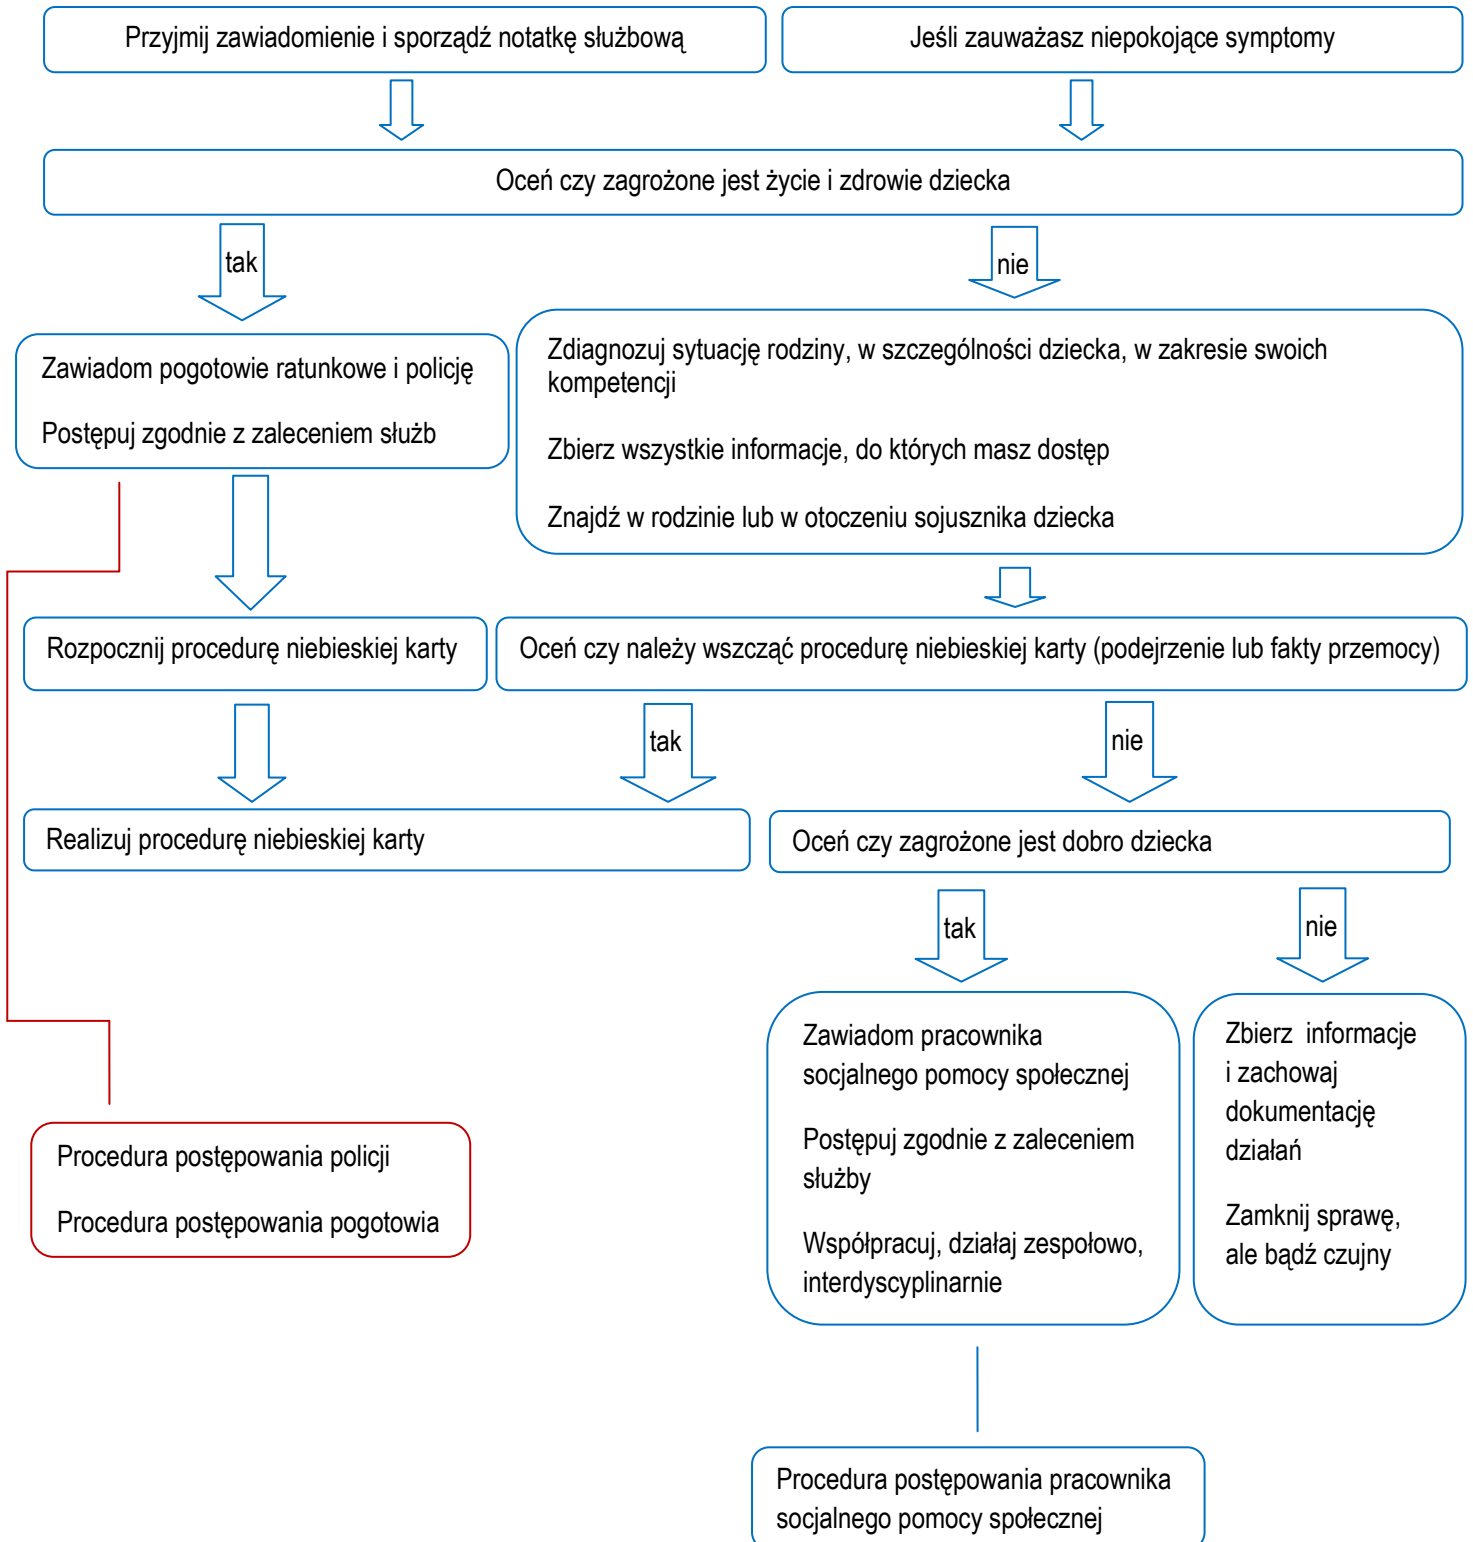 Przyjmij zawiadomienie i sporządź notatkę służbową
Jeśli zauważasz niepokojące symptomy
Oceń czy zagrożone jest życie i zdrowie dziecka
tak
nie
Zawiadom pogotowie ratunkowe i policję
Postępuj zgodnie z zaleceniem służb
Zdiagnozuj sytuację rodziny, w szczególności dziecka, w zakresie swoich
kompetencji
Zbierz wszystkie informacje, do których masz dostęp
Znajdź w rodzinie lub w otoczeniu sojusznika dziecka
Rozpocznij procedurę niebieskiej karty
Oceń czy należy wszcząć procedurę niebieskiej karty (podejrzenie lub fakty przemocy)
tak
nie
Realizuj procedurę niebieskiej karty
Oceń czy zagrożone jest dobro dziecka
tak
nie
Zawiadom pracownika
socjalnego pomocy społecznej
Postępuj zgodnie z zaleceniem
służby
Współpracuj, działaj zespołowo,
interdyscyplinarnie
Zbierz informacje
i zachowaj
dokumentację
działań
Zamknij sprawę,
ale bądź czujny
Procedura postępowania policji
Procedura postępowania pogotowia
Procedura postępowania pracownika
socjalnego pomocy społecznej